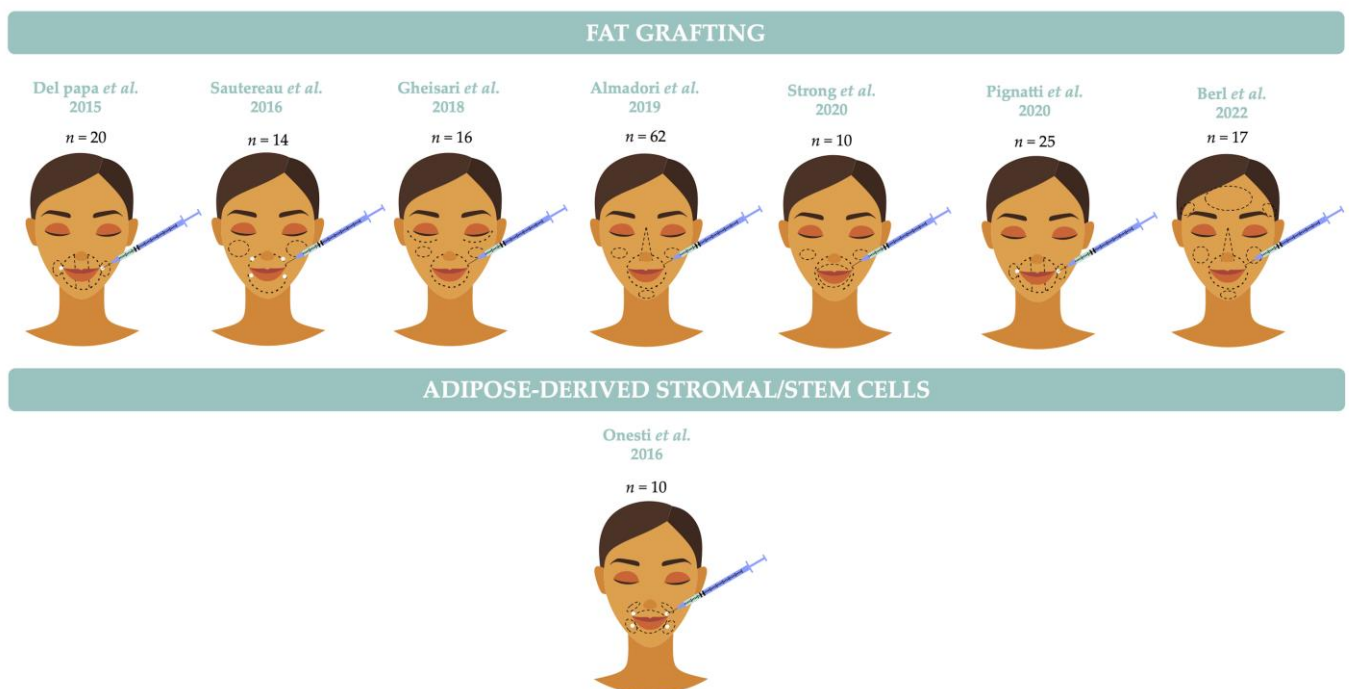 FAT GRAFTING
Del papa et al.
2015
n = 20
Sautereau et al.
2016
n = 14
Gheisari et al.
2018
n = 16
Almadori et al.
2019
n = 62
Strong et al.
2020
n = 10
Pignatti et al.
2020
n = 25
Berl et al.
2022
n = 17
ADIPOSE-DERIVED STROMAL/STEM CELLS
Onesti et al.
2016
n = 10